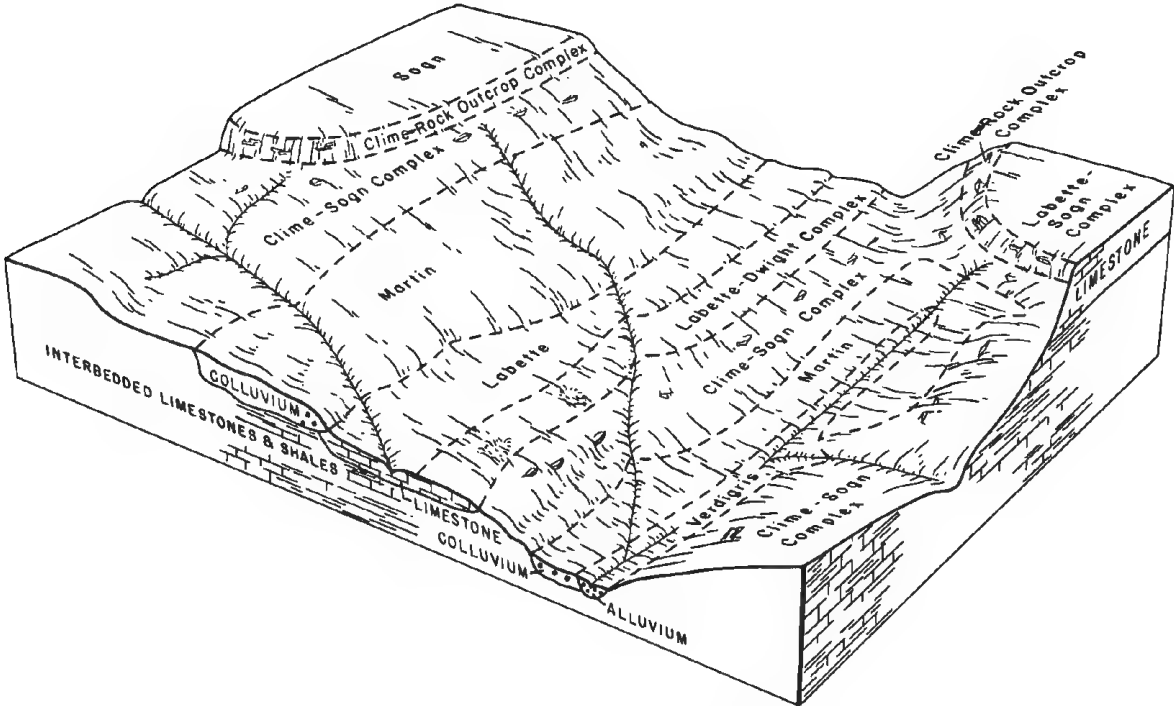 Sogn
Clime-Rock Outcrop Complex
Clime-Rock Outcrop
Complex
Clime-Sogn Complex
Labette-
Sogn
Complex
LIMESTONE
Martin
Labette-Dwight Complex
Labette
Clime-Sogn Complex
Martin
COLLUVIUM
INTERBEDDED LIMESTONES & SHALES
Verdigris
Clime-Sogn
Complex
LIMESTONE
COLLUVIUM
ALLUVIUM